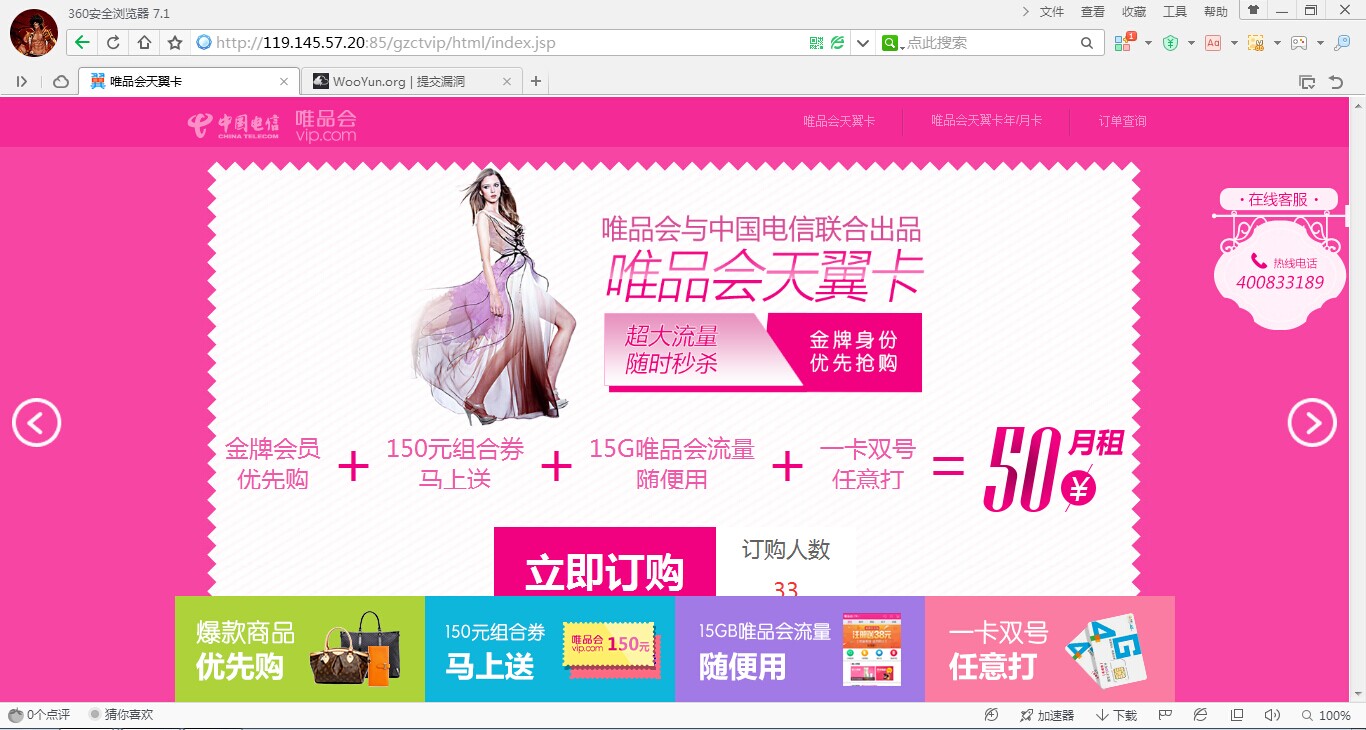 360安全浏览器 7.1
文件 查看 收藏 工具 帮助
http://119.145.57.20:85/gzctvip/html/index.jsp
点此搜索
1
唯品会天翼卡
WooYun.org | 提交漏洞
中国电信
CHINA TELECOM
唯品会
vip.com
唯品会天翼卡
唯品会天翼卡年/月卡
订单查询
在线客服
热线电话
400833189
唯品会与中国电信联合出品
唯品会天翼卡
超大流量
随时秒杀
金牌身份
优先抢购
金牌会员
优先购
+
150元组合券
马上送
+
15G唯品会流量
随便用
+
一卡双号
任意打
=
50 月租
¥
立即订购
订购人数
33
爆款商品
优先购
150元组合券
马上送
唯品会
vip.com
150元
15GB唯品会流量
随便用
一卡双号
任意打
4G
0个点评
猜你喜欢
加速器
下载
100%